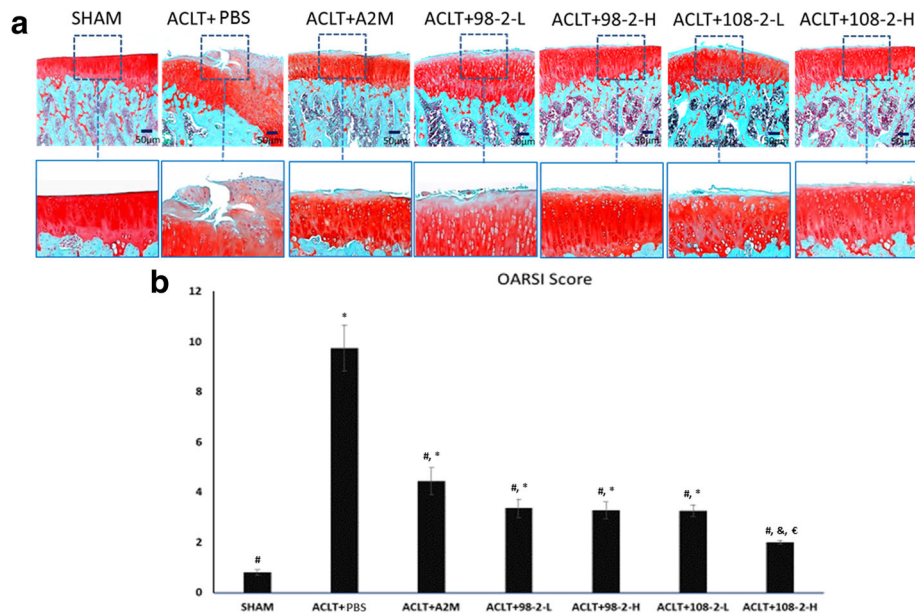 a
SHAM ACLT+PBS ACLT+A2M ACLT+98-2-L ACLT+98-2-H ACLT+108-2-L ACLT+108-2-H
50µm 50µm 50µm 50µm 50µm 50µm 50µm
b
OARSI Score
12
10
8
6
4
2
0
# * #, * #, * #, * #, * #, &, €
SHAM ACLT+PBS ACLT+A2M ACLT+98-2-L ACLT+98-2-H ACLT+108-2-L ACLT+108-2-H